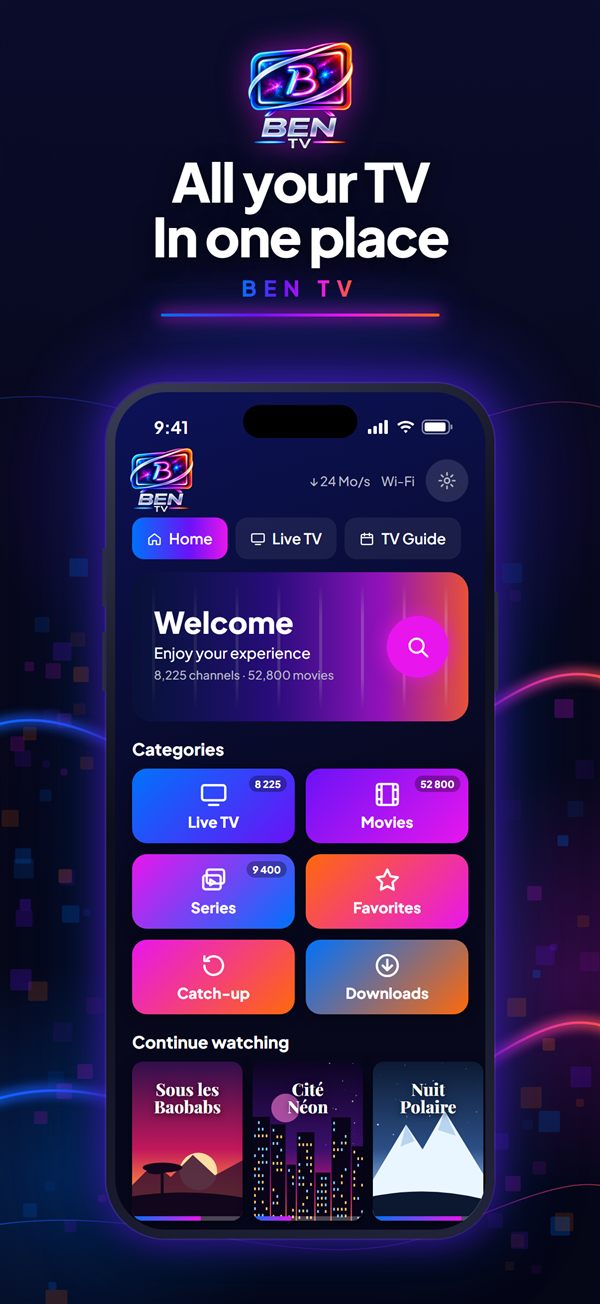 B
BEN
TV
All your TV
In one place
BEN TV
9:41
B
BEN
TV
↓24 Mo/s Wi-Fi
Home Live TV TV Guide
Welcome
Enjoy your experience
8,225 channels · 52,800 movies
Categories
8 225
Live TV
52 800
Movies
9 400
Series
Favorites
Catch-up
Downloads
Continue watching
Sous les
Baobabs
Cité
Néon
Nuit
Polaire